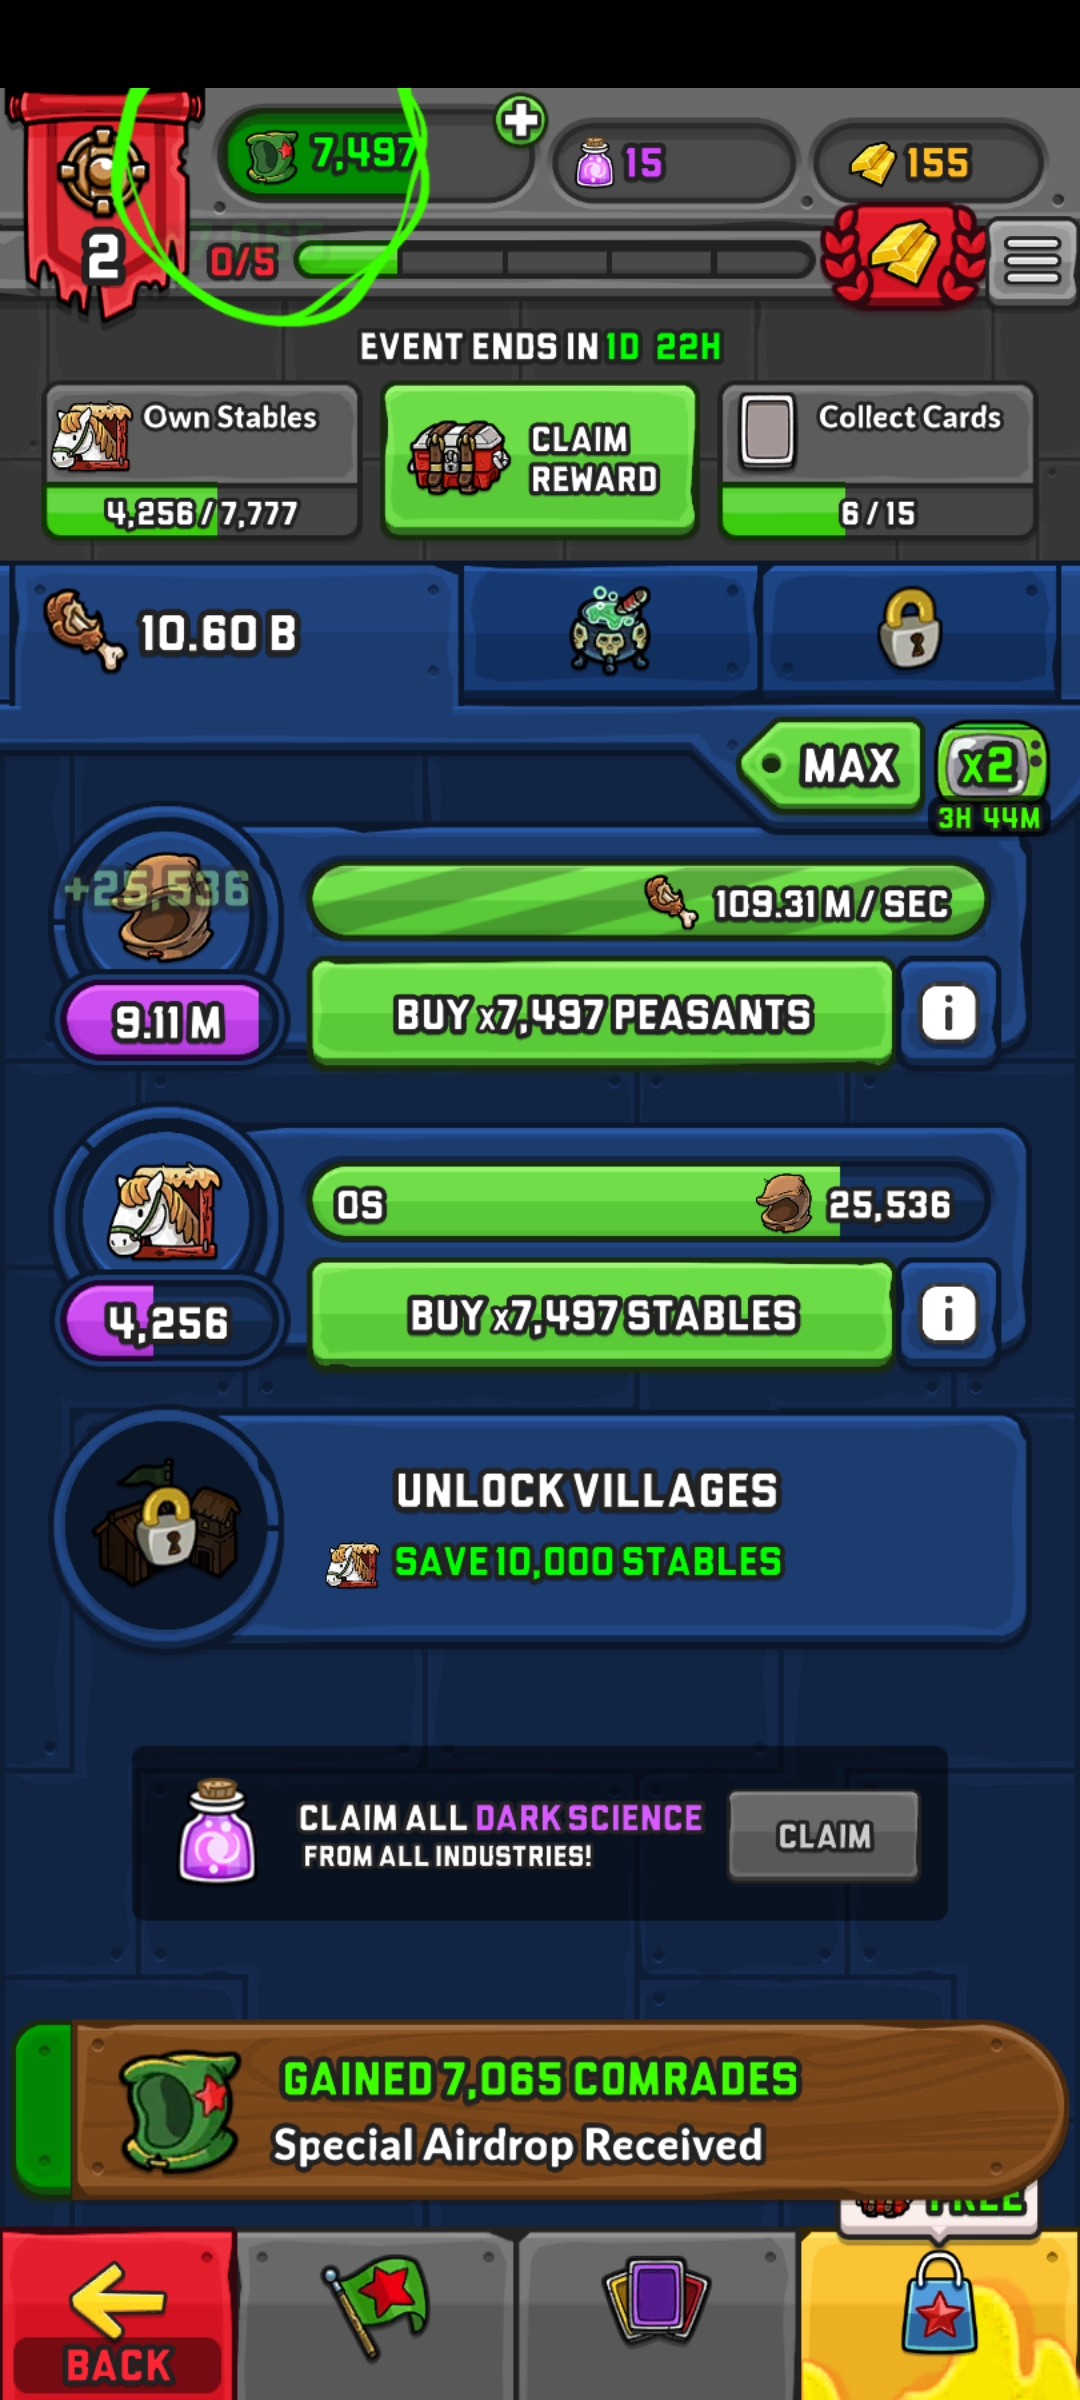 7,497
15
155
2
7,065
0/5
EVENT ENDS IN 1D 22H
Own Stables
4,256/7,777
CLAIM
REWARD
Collect Cards
6/15
10.60 B
MAX
x2
3H 44M
+25,536
109.31 M / SEC
9.11 M
BUY x7,497 PEASANTS
i
0S
25,536
4,256
BUY x7,497 STABLES
i
UNLOCK VILLAGES
SAVE 10,000 STABLES
CLAIM ALL DARK SCIENCE
FROM ALL INDUSTRIES!
CLAIM
GAINED 7,065 COMRADES
Special Airdrop Received
FREE
BACK